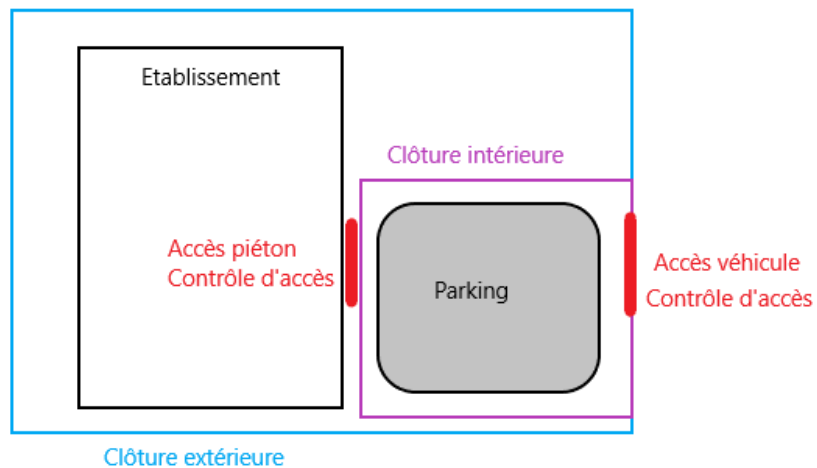 Etablissement
Clôture intérieure
Accès piéton
Contrôle d'accès
Parking
Accès véhicule
Contrôle d'accès
Clôture extérieure